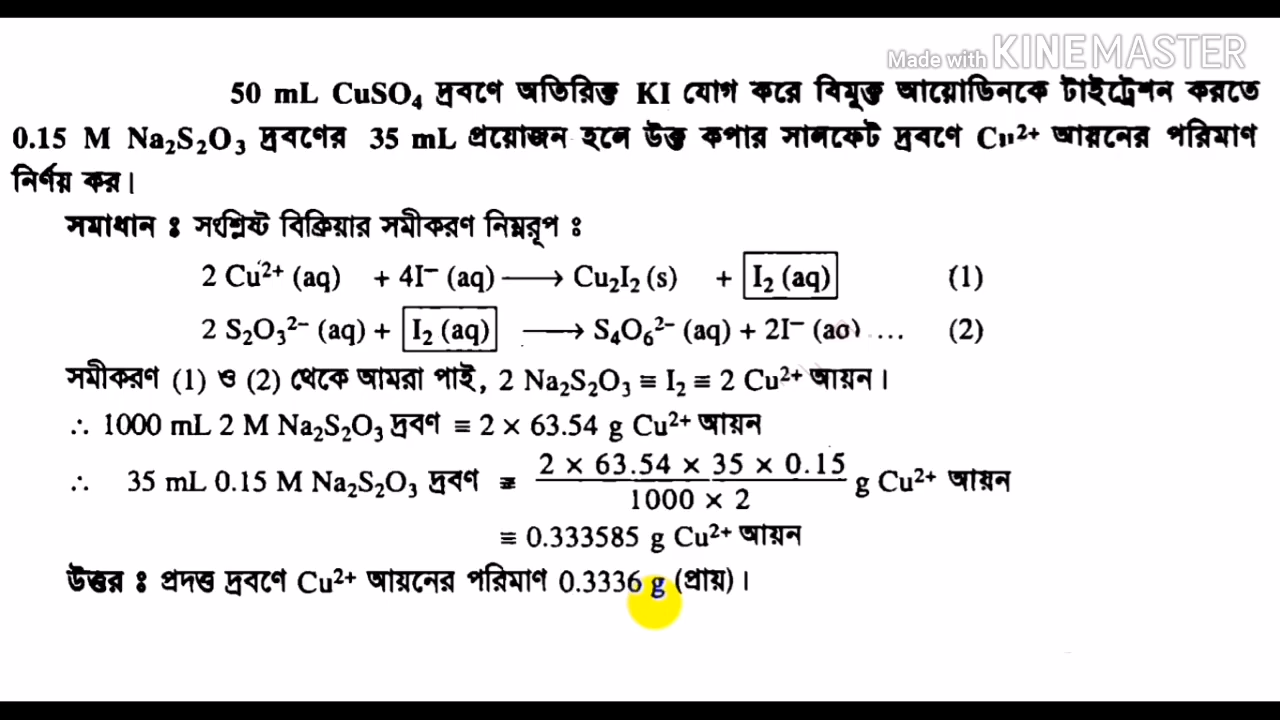 Made with KINEMASTER
50 mL CuSO₄ দ্রবণে অতিরিক্ত KI যোগ করে বিমুক্ত আয়োডিনকে টাইট্রেশন করতে
0.15 M Na₂S₂O₃ দ্রবণের 35 mL প্রয়োজন হলে উক্ত কপার সালফেট দ্রবণে Cu²⁺ আয়নের পরিমাণ
নির্ণয় কর।
সমাধান ঃ সংশ্লিষ্ট বিক্রিয়ার সমীকরণ নিম্নরূপ ঃ
2 Cu²⁺ (aq) + 4I⁻ (aq) ⟶ Cu₂I₂ (s) + I₂ (aq) (1)
2 S₂O₃²⁻ (aq) + I₂ (aq) ⟶ S₄O₆²⁻ (aq) + 2I⁻ (aq) ... (2)
সমীকরণ (1) ও (2) থেকে আমরা পাই, 2 Na₂S₂O₃ ≡ I₂ ≡ 2 Cu²⁺ আয়ন।
∴ 1000 mL 2 M Na₂S₂O₃ দ্রবণ ≡ 2 × 63.54 g Cu²⁺ আয়ন
∴ 35 mL 0.15 M Na₂S₂O₃ দ্রবণ ≡ (2 × 63.54 × 35 × 0.15)/(1000 × 2) g Cu²⁺ আয়ন
≡ 0.333585 g Cu²⁺ আয়ন
উত্তর ঃ প্রদত্ত দ্রবণে Cu²⁺ আয়নের পরিমাণ 0.3336 g (প্রায়)।